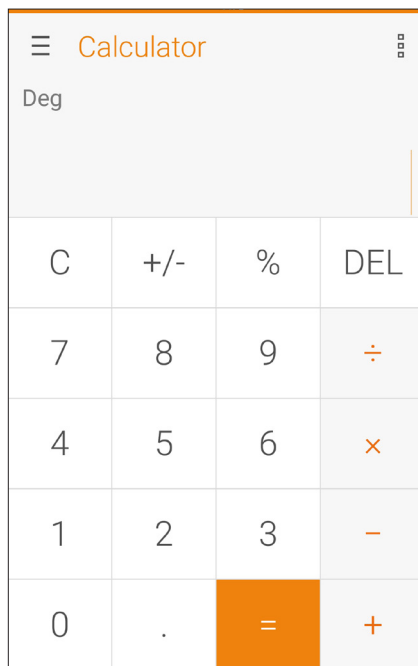 Calculator
Deg
C +/- % DEL
7 8 9 ÷
4 5 6 ×
1 2 3 −
0 . = +